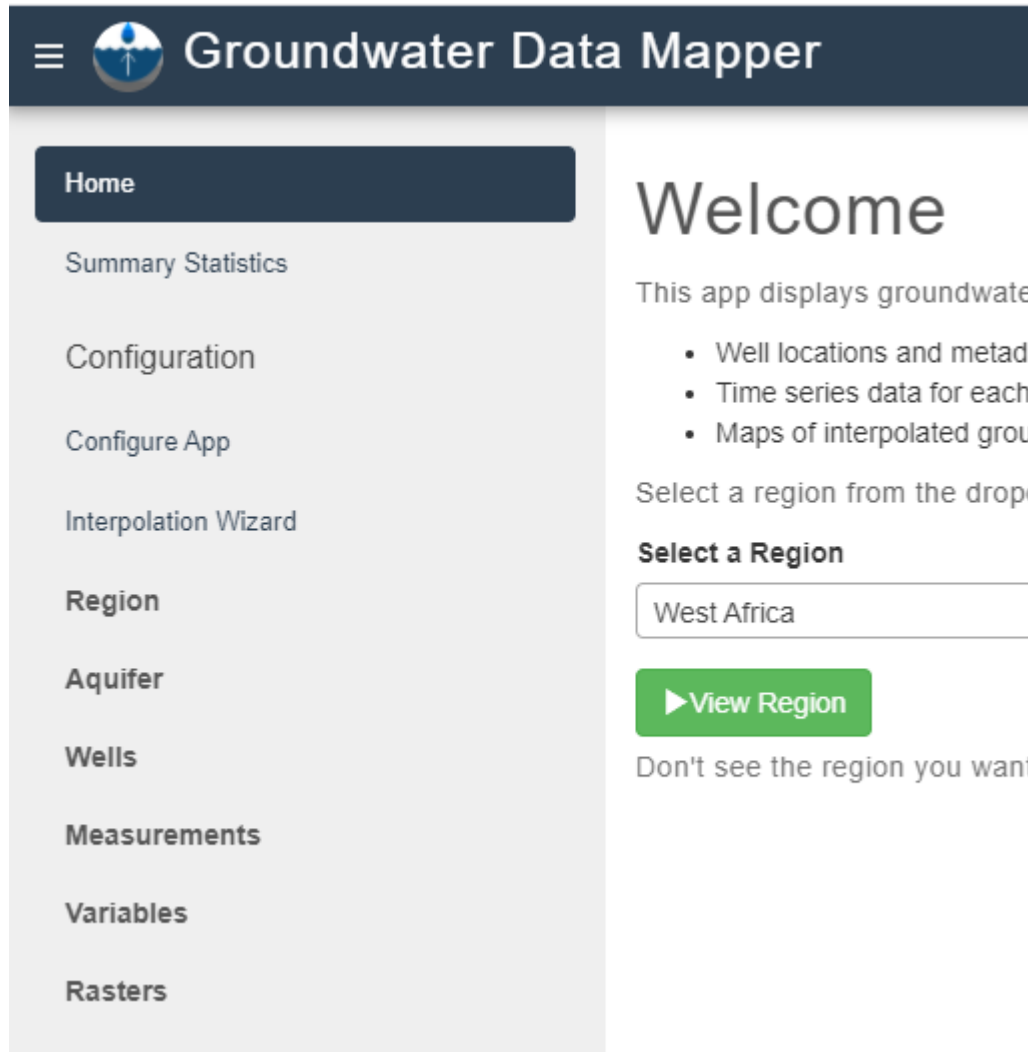 Groundwater Data Mapper
Home
Summary Statistics
Configuration
Configure App
Interpolation Wizard
Region
Aquifer
Wells
Measurements
Variables
Rasters
Welcome
This app displays groundwate
• Well locations and metad
• Time series data for each
• Maps of interpolated grou
Select a region from the drop
Select a Region
West Africa
View Region
Don't see the region you want